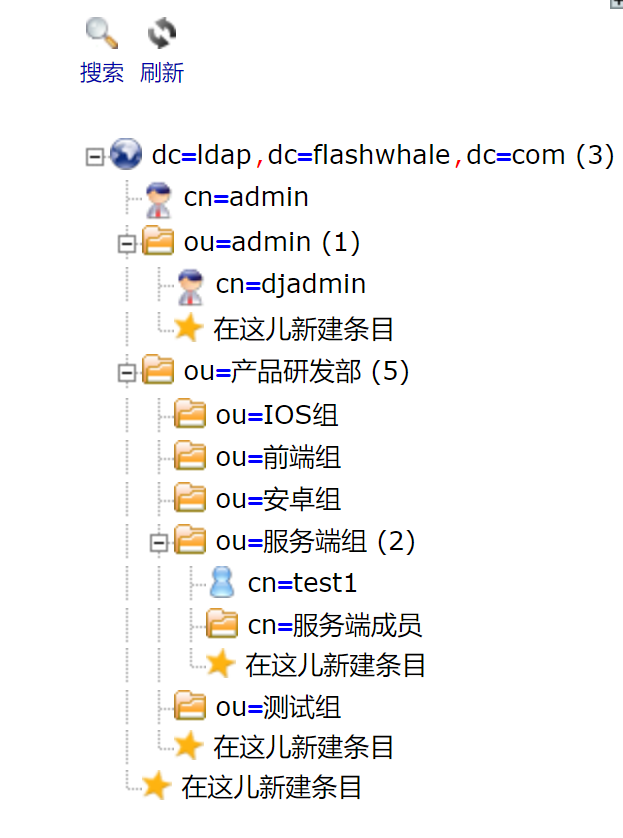 搜索 刷新
dc=ldap,dc=flashwhale,dc=com (3)
cn=admin
ou=admin (1)
cn=djadmin
在这儿新建条目
ou=产品研发部 (5)
ou=IOS组
ou=前端组
ou=安卓组
ou=服务端组 (2)
cn=test1
cn=服务端成员
在这儿新建条目
ou=测试组
在这儿新建条目
在这儿新建条目